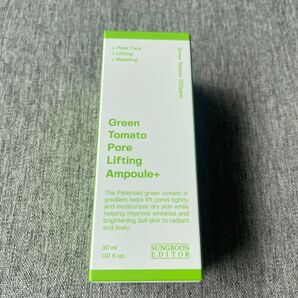 + Pore Care
+ Lifting
+ Relaxing
Green
Tomato
Pore
Lifting
Ampoule+
The Patented green tomato in
gredient helps lift pores tightly
and moisturizes dry skin while
helping improve wrinkles and
brightening dull skin to radiant
and lively.
30 ml
1.01 fl. oz.
SUNGBOON
EDITOR
Green Tomato